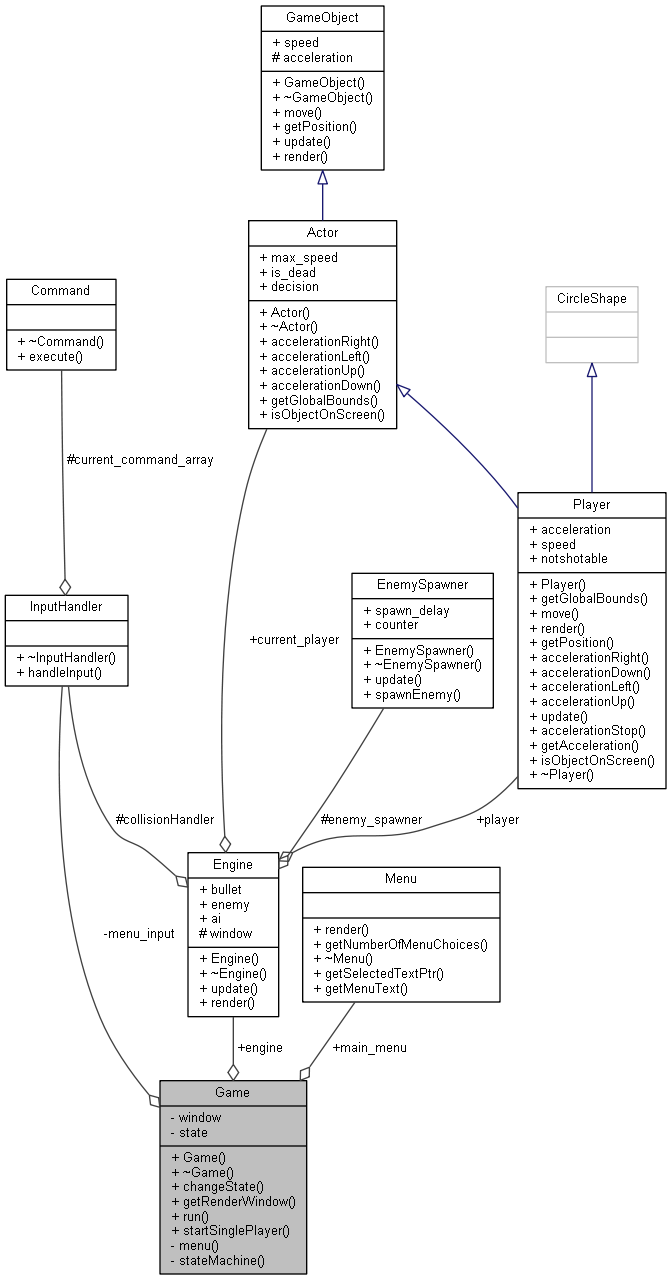 GameObject
+ speed
# acceleration
+ GameObject()
+ ~GameObject()
+ move()
+ getPosition()
+ update()
+ render()
Actor
+ max_speed
+ is_dead
+ decision
+ Actor()
+ ~Actor()
+ accelerationRight()
+ accelerationLeft()
+ accelerationUp()
+ accelerationDown()
+ getGlobalBounds()
+ isObjectOnScreen()
Command
+ ~Command()
+ execute()
CircleShape
#current_command_array
Player
+ acceleration
+ speed
+ notshotable
+ Player()
+ getGlobalBounds()
+ move()
+ render()
+ getPosition()
+ accelerationRight()
+ accelerationDown()
+ accelerationLeft()
+ accelerationUp()
+ update()
+ accelerationStop()
+ getAcceleration()
+ isObjectOnScreen()
+ ~Player()
InputHandler
+ ~InputHandler()
+ handleInput()
+current_player
EnemySpawner
+ spawn_delay
+ counter
+ EnemySpawner()
+ ~EnemySpawner()
+ update()
+ spawnEnemy()
#collisionHandler
#enemy_spawner
+player
Engine
+ bullet
+ enemy
+ ai
# window
+ Engine()
+ ~Engine()
+ update()
+ render()
Menu
+ render()
+ getNumberOfMenuChoices()
+ ~Menu()
+ getSelectedTextPtr()
+ getMenuText()
-menu_input
+engine
+main_menu
Game
- window
- state
+ Game()
+ ~Game()
+ changeState()
+ getRenderWindow()
+ run()
+ startSinglePlayer()
- menu()
- stateMachine()